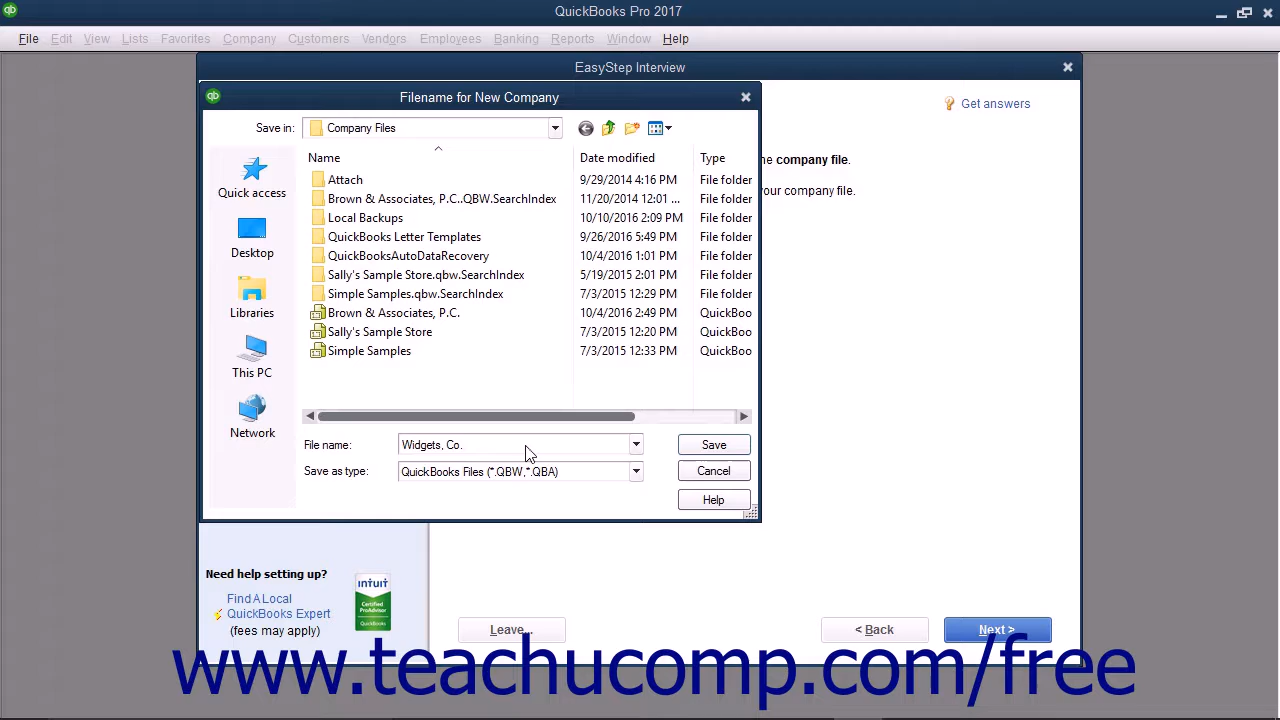 QuickBooks Pro 2017
File Edit View Lists Favorites Company Customers Vendors Employees Banking Reports Window Help
EasyStep Interview
Filename for New Company
Get answers
Save in: Company Files
Name Date modified Type
company file.
your company file.
Attach 9/29/2014 4:16 PM File folder
Brown & Associates, P.C..QBW.SearchIndex 11/20/2014 12:01 ... File folder
Local Backups 10/10/2016 2:09 PM File folder
QuickBooks Letter Templates 9/26/2016 5:49 PM File folder
QuickBooksAutoDataRecovery 10/4/2016 1:01 PM File folder
Sally's Sample Store.qbw.SearchIndex 5/19/2015 2:01 PM File folder
Simple Samples.qbw.SearchIndex 7/3/2015 12:29 PM File folder
Brown & Associates, P.C. 10/4/2016 2:49 PM QuickBoo
Sally's Sample Store 7/3/2015 12:20 PM QuickBoo
Simple Samples 7/3/2015 12:33 PM QuickBoo
Quick access
Desktop
Libraries
This PC
Network
File name: Widgets, Co. Save
Save as type: QuickBooks Files (*.QBW,*.QBA) Cancel
Help
Need help setting up?
Find A Local
QuickBooks Expert
(fees may apply)
intuit
Certified
ProAdvisor
QuickBooks
Leave... < Back Next >
www.teachucomp.com/free